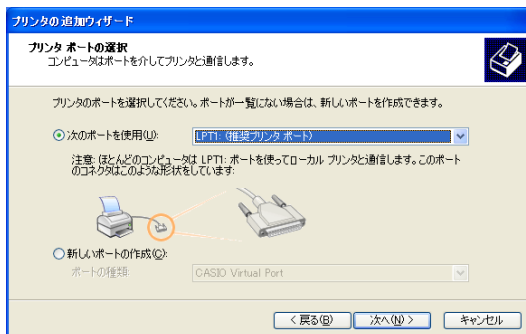 プリンタの追加ウィザード
プリンタ ポートの選択
コンピュータはポートを介してプリンタと通信します。
プリンタのポートを選択してください。ポートが一覧にない場合は、新しいポートを作成できます。
次のポートを使用(U): LPT1: (推奨プリンタ ポート)
注意: ほとんどのコンピュータは LPT1: ポートを使ってローカル プリンタと通信します。このポート
のコネクタはこのような形状をしています:
新しいポートの作成(C):
ポートの種類: CASIO Virtual Port
< 戻る(B) 次へ(N) > キャンセル